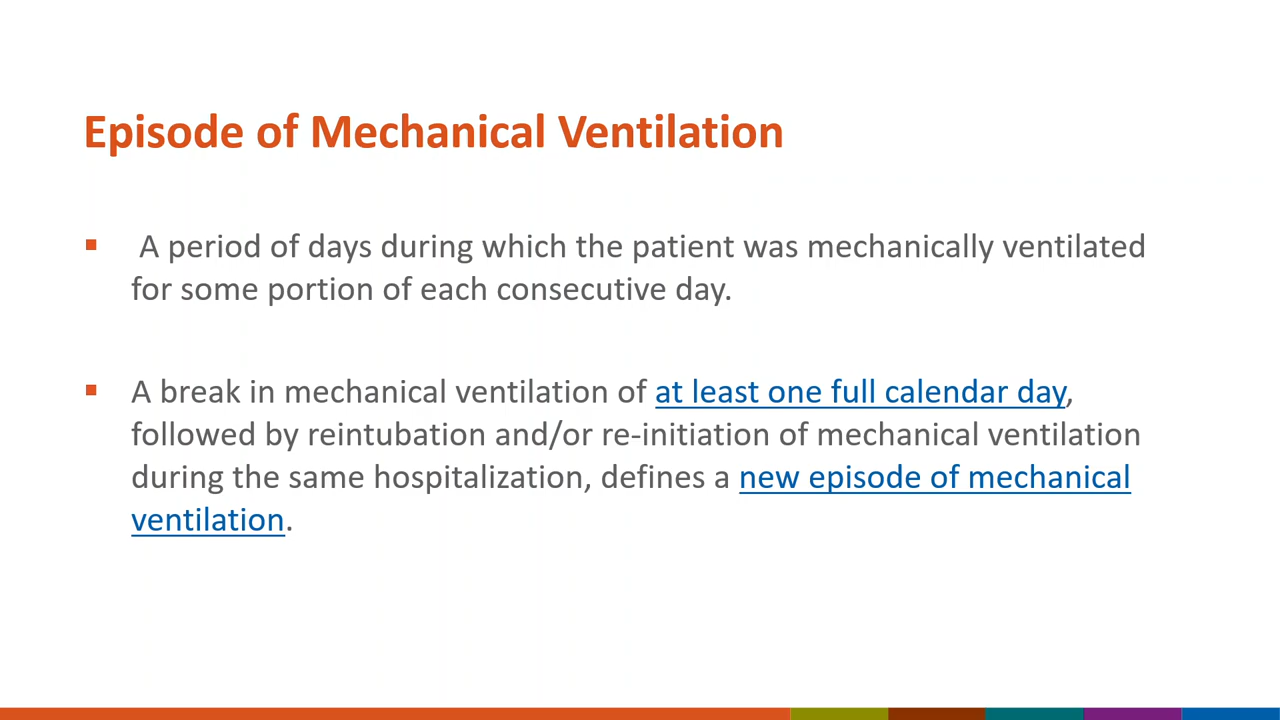 Episode of Mechanical Ventilation
A period of days during which the patient was mechanically ventilated
for some portion of each consecutive day.
A break in mechanical ventilation of at least one full calendar day,
followed by reintubation and/or re-initiation of mechanical ventilation
during the same hospitalization, defines a new episode of mechanical
ventilation.